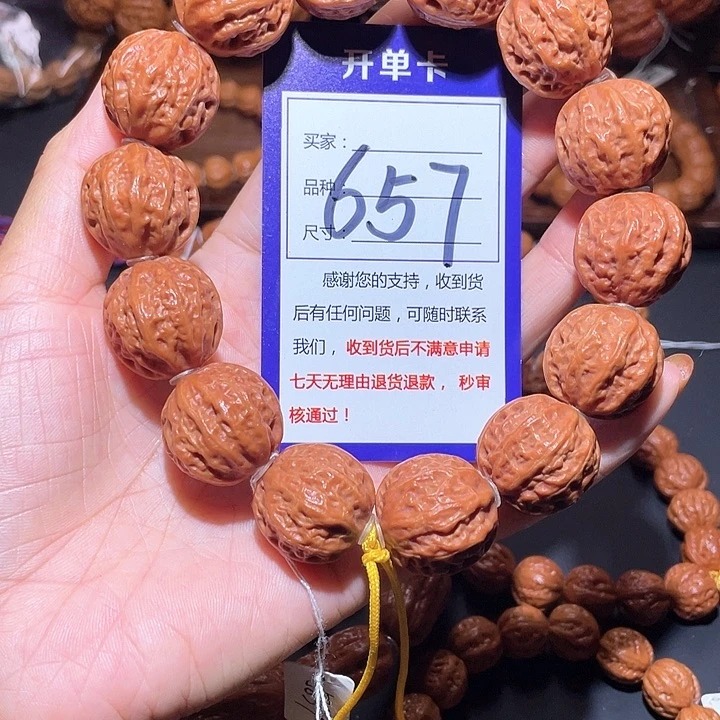 开单卡
买家：
品种：
尺寸：
657
感谢您的支持，收到货
后有任何问题，可随时联系
我们，收到货后不满意申请
七天无理由退货退款，秒审
核通过！